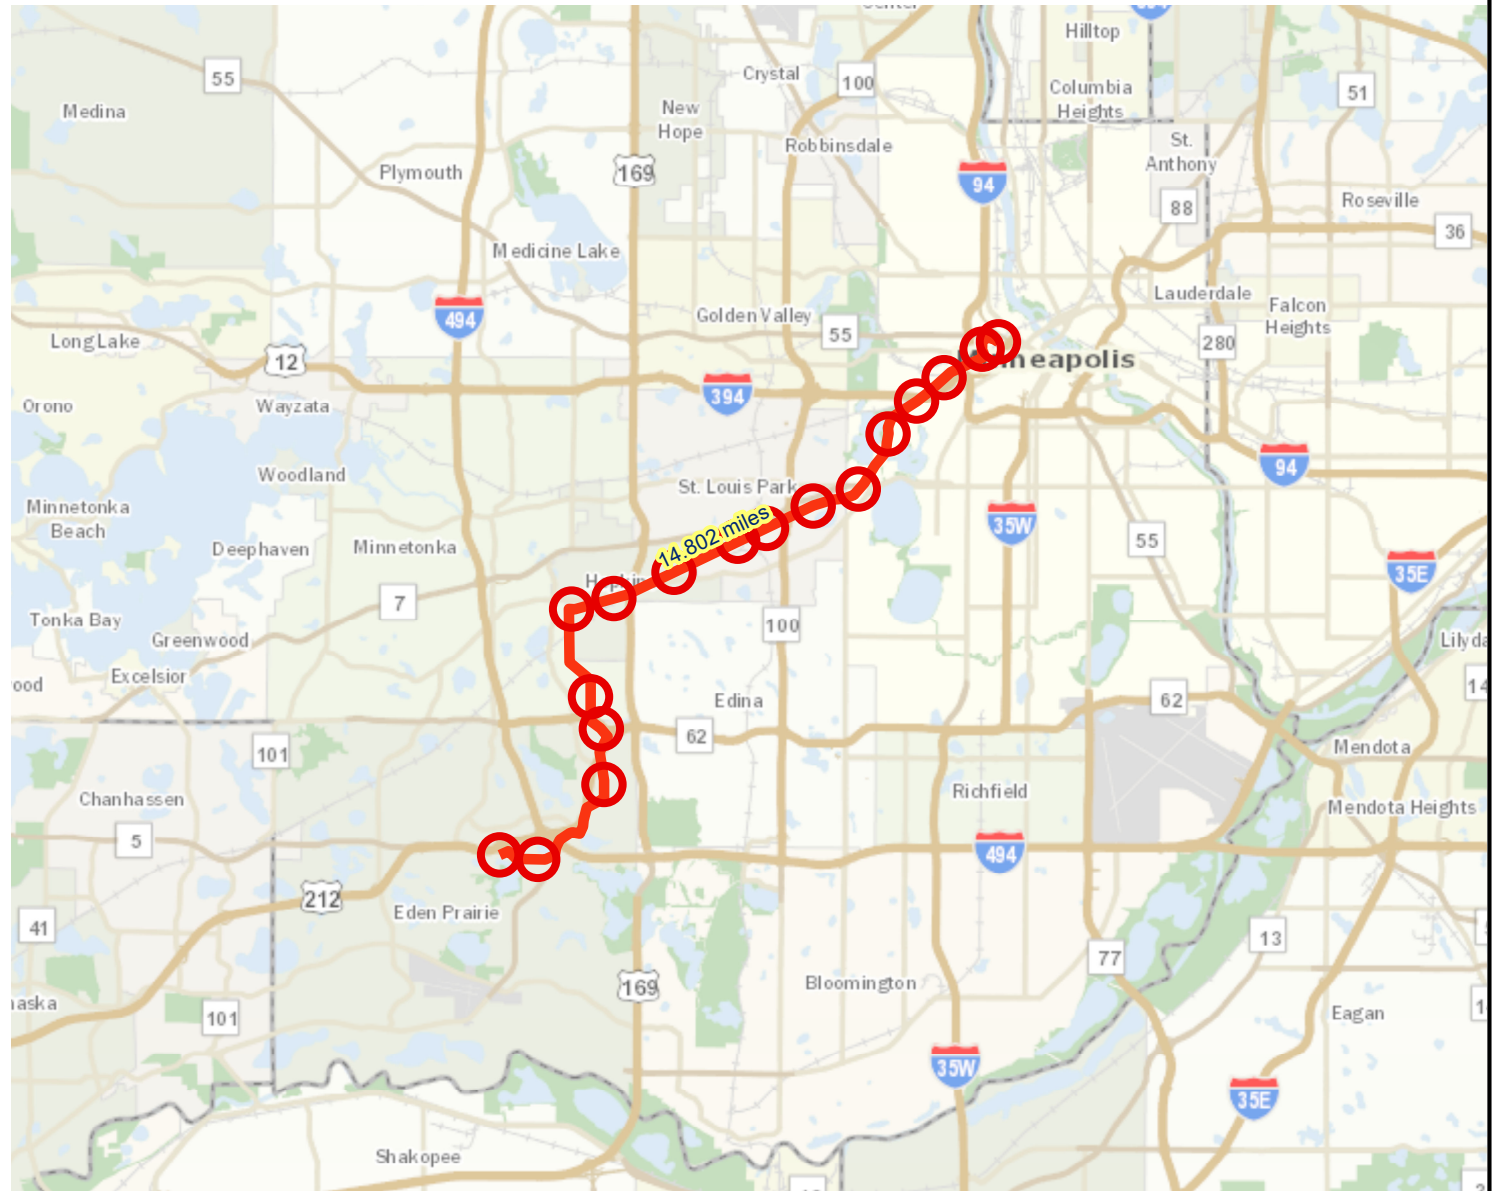 Hilltop
55
Crystal
100
Columbia
Heights
51
Medina
New
Hope
St.
Anthony
Robbinsdale
Plymouth
169
94
88
Roseville
36
Medicine Lake
Lauderdale
Falcon
Heights
494
Golden Valley
55
280
Long Lake
12
neapolis
394
Orono
Wayzata
Woodland
St. Louis Park
94
Minnetonka
Beach
14.802 miles
35W
55
Deephaven
Minnetonka
35E
7
Tonka Bay
100
Greenwood
Excelsior
Edina
62
62
101
Mendota
Chanhassen
Richfield
Mendota Heights
5
494
212
Eden Prairie
41
13
77
169
Bloomington
101
Eagan
35W
35E
Shakopee